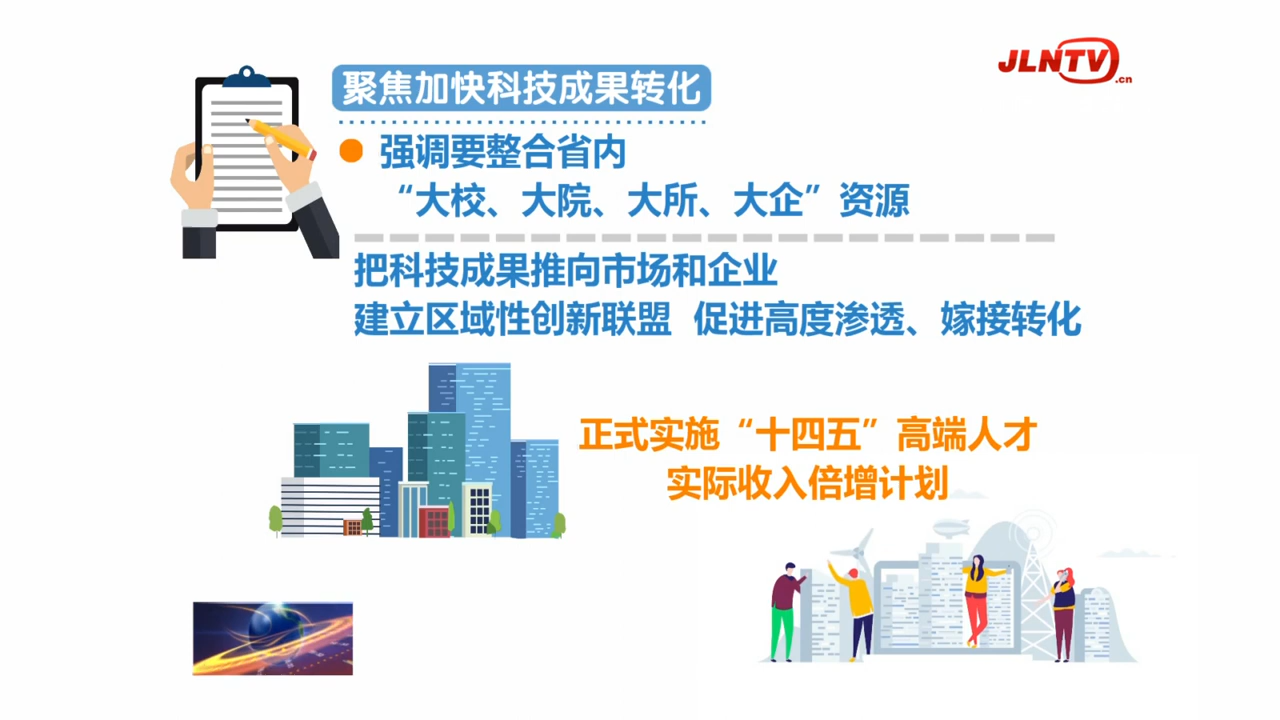 JLNTV.cn
聚焦加快科技成果转化
强调要整合省内
“大校、大院、大所、大企”资源
把科技成果推向市场和企业
建立区域性创新联盟 促进高度渗透、嫁接转化
正式实施“十四五”高端人才
实际收入倍增计划